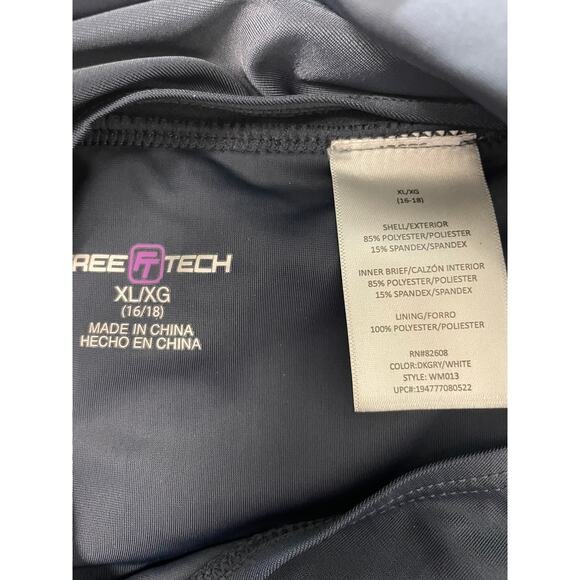 REE FT TECH
XL/XG
(16/18)
MADE IN CHINA
HECHO EN CHINA
XL/XG
(16-18)
SHELL/EXTERIOR
85% POLYESTER/POLIESTER
15% SPANDEX/SPANDEX
INNER BRIEF/CALZÓN INTERIOR
85% POLYESTER/POLIESTER
15% SPANDEX/SPANDEX
LINING/FORRO
100% POLYESTER/POLIESTER
RN#82608
COLOR:DKGRY/WHITE
STYLE: WM013
UPC#:194777080522